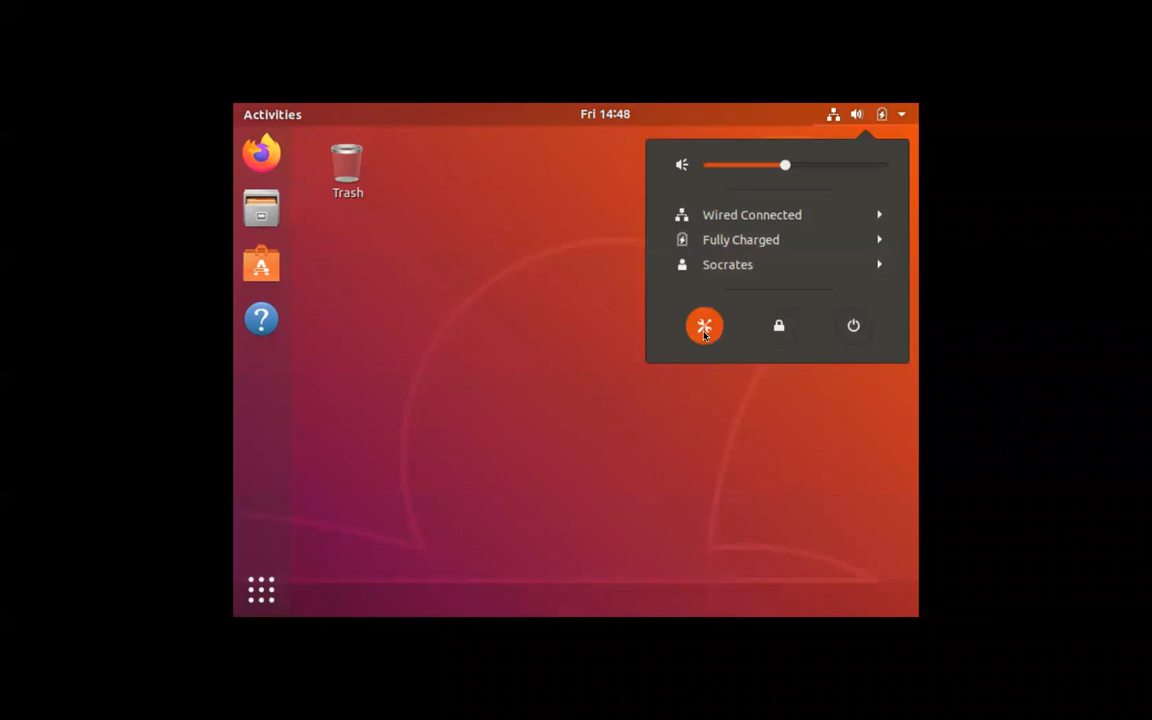 Activities
Fri 14:48
Trash
Wired Connected
Fully Charged
Socrates